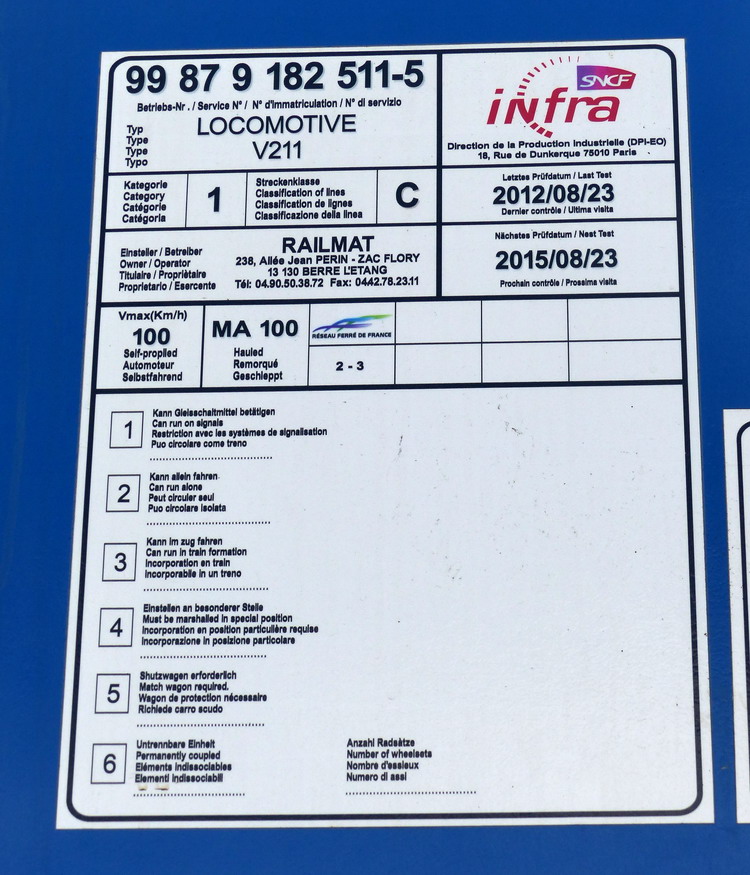 99 87 9 182 511-5
Betriebs-Nr . / Service N° / N° d'immatriculation / N° di servizio
Typ
Type
Type
Typo
LOCOMOTIVE
V211
SNCF
infra
Direction de la Production Industrielle (DPI-EO)
18, Rue de Dunkerque 75010 Paris
Kategorie
Category
Catégorie
Catégoria
1
Streckenklasse
Classification of lines
Classification de lignes
Classificazione della linea
C
Letztes Prüfdatum / Last Test
2012/08/23
Dernier contrôle / Ultima visita
Einsteller / Betreiber
Owner / Operator
Titulaire / Propriètaire
Proprietario / Esercente
RAILMAT
238, Allée Jean PERIN - ZAC FLORY
13 130 BERRE L'ETANG
Tél: 04.90.50.38.72 Fax: 0442.78.23.11
Nächstes Prüfdatum / Nest Test
2015/08/23
Prochain contrôle / Prossima visita
Vmax(Km/h)
100
Self-proplled
Automoteur
Selbstfahrend
MA 100
Hauled
Remorqué
Geschleppt
RÉSEAU FERRÉ DE FRANCE
2 - 3
1
Kann Gleisschaltmittel betätigen
Can run on signals
Restriction avec les systèmes de signalisation
Puo circolare come treno
2
Kann allein fahren
Can run alone
Peut circuler seul
Puo circolare isolata
3
Kann im zug fahren
Can run in train formation
Incorporation en train
Incorporabile in un treno
4
Einstellen an besonderer Stelle
Must be marshalled in special position
Incorporation en position particulière requise
Incorporazione in posizione particolare
5
Shutzwagen erforderlich
Match wagon required.
Wagon de protection nécessaire
Richiede carro scudo
6
Untrennbare Einheit
Permanently coupled
Eléments indissociables
Elementi indissociabili
Anzahl Radsätze
Number of wheelsets
Nombre d'essieux
Numero di assi